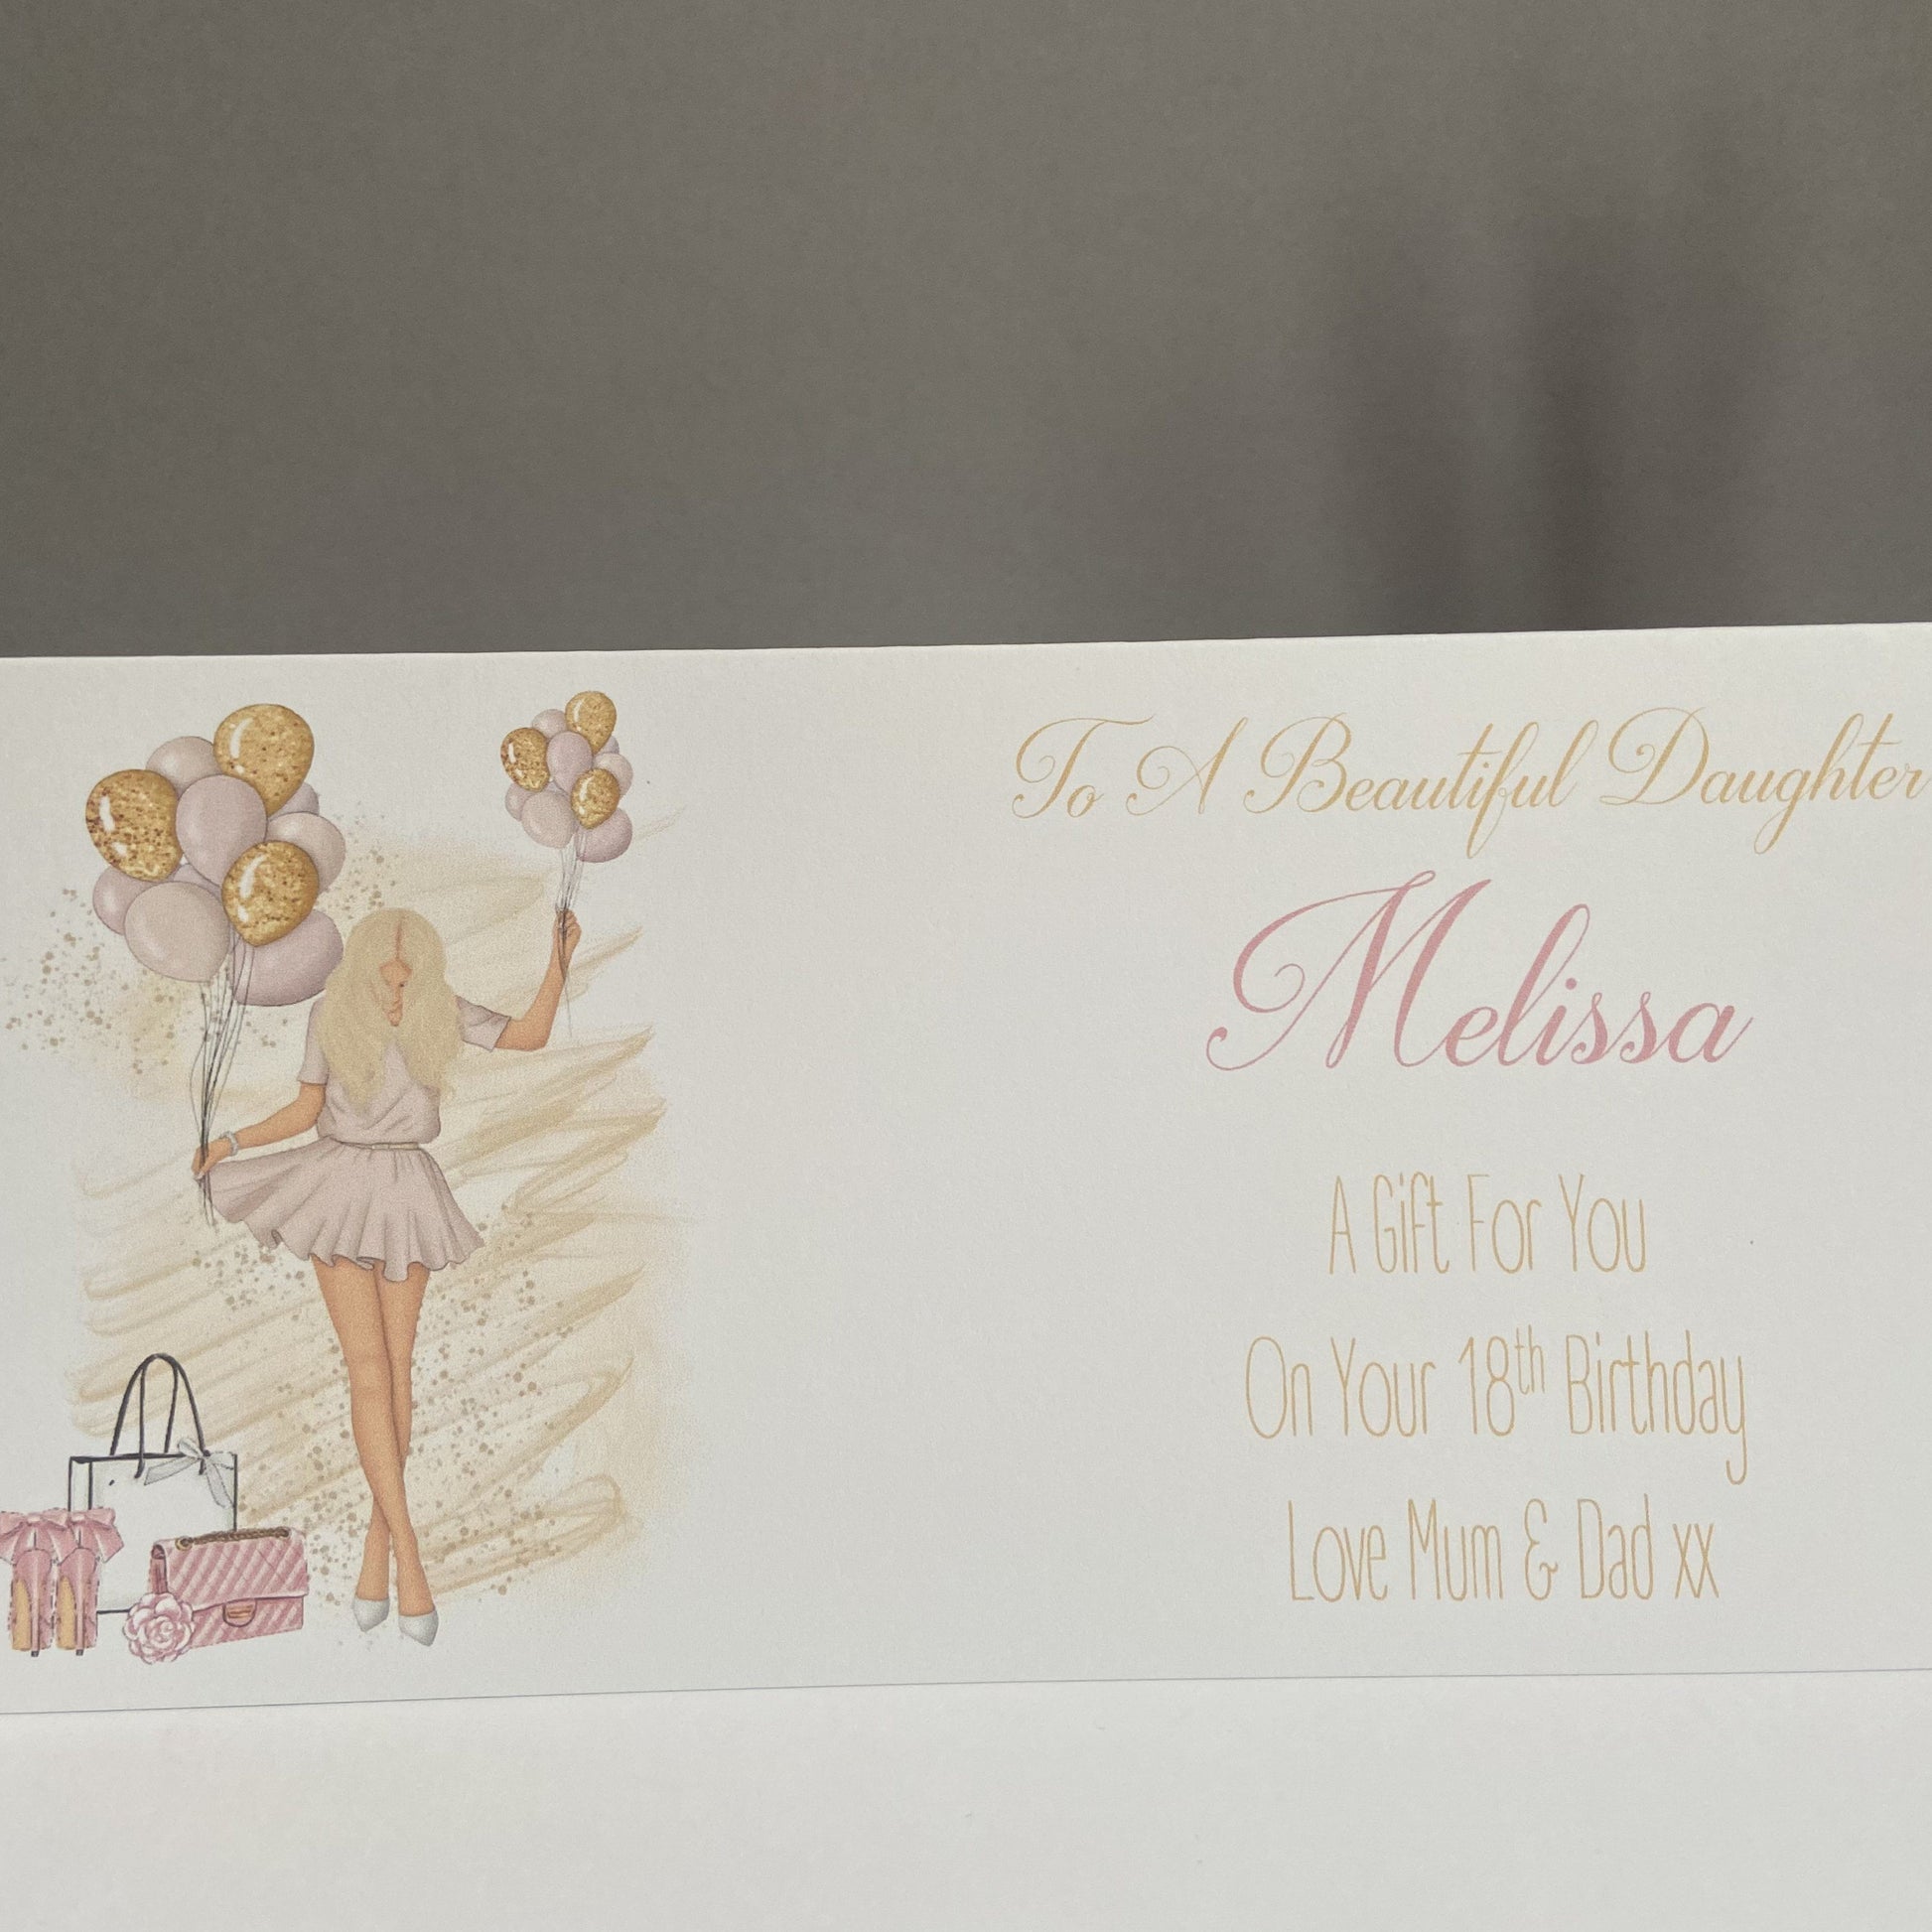 To A Beautiful Daughter
Melissa
A Gift For You
On Your 18th Birthday
Love Mum & Dad xx